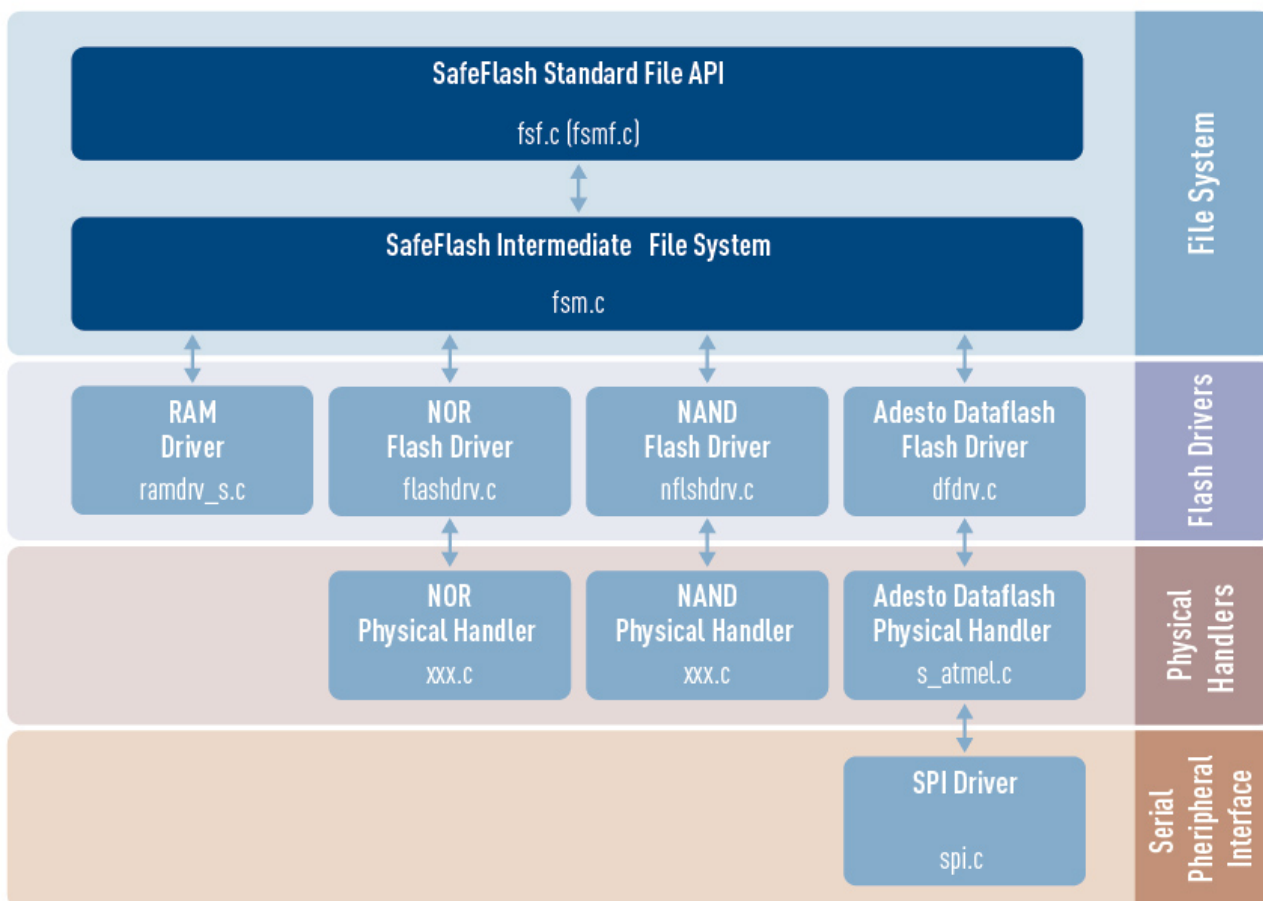 SafeFlash Standard File API
fsf.c (fsmf.c)
SafeFlash Intermediate File System
fsm.c
File System
RAM
Driver
ramdrv_s.c
NOR
Flash Driver
flashdrv.c
NAND
Flash Driver
nflshdrv.c
Adesto Dataflash
Flash Driver
dfdrv.c
Flash Drivers
NOR
Physical Handler
xxx.c
NAND
Physical Handler
xxx.c
Adesto Dataflash
Physical Handler
s_atmel.c
Physical
Handlers
SPI Driver
spi.c
Serial
Pheripheral
Interface